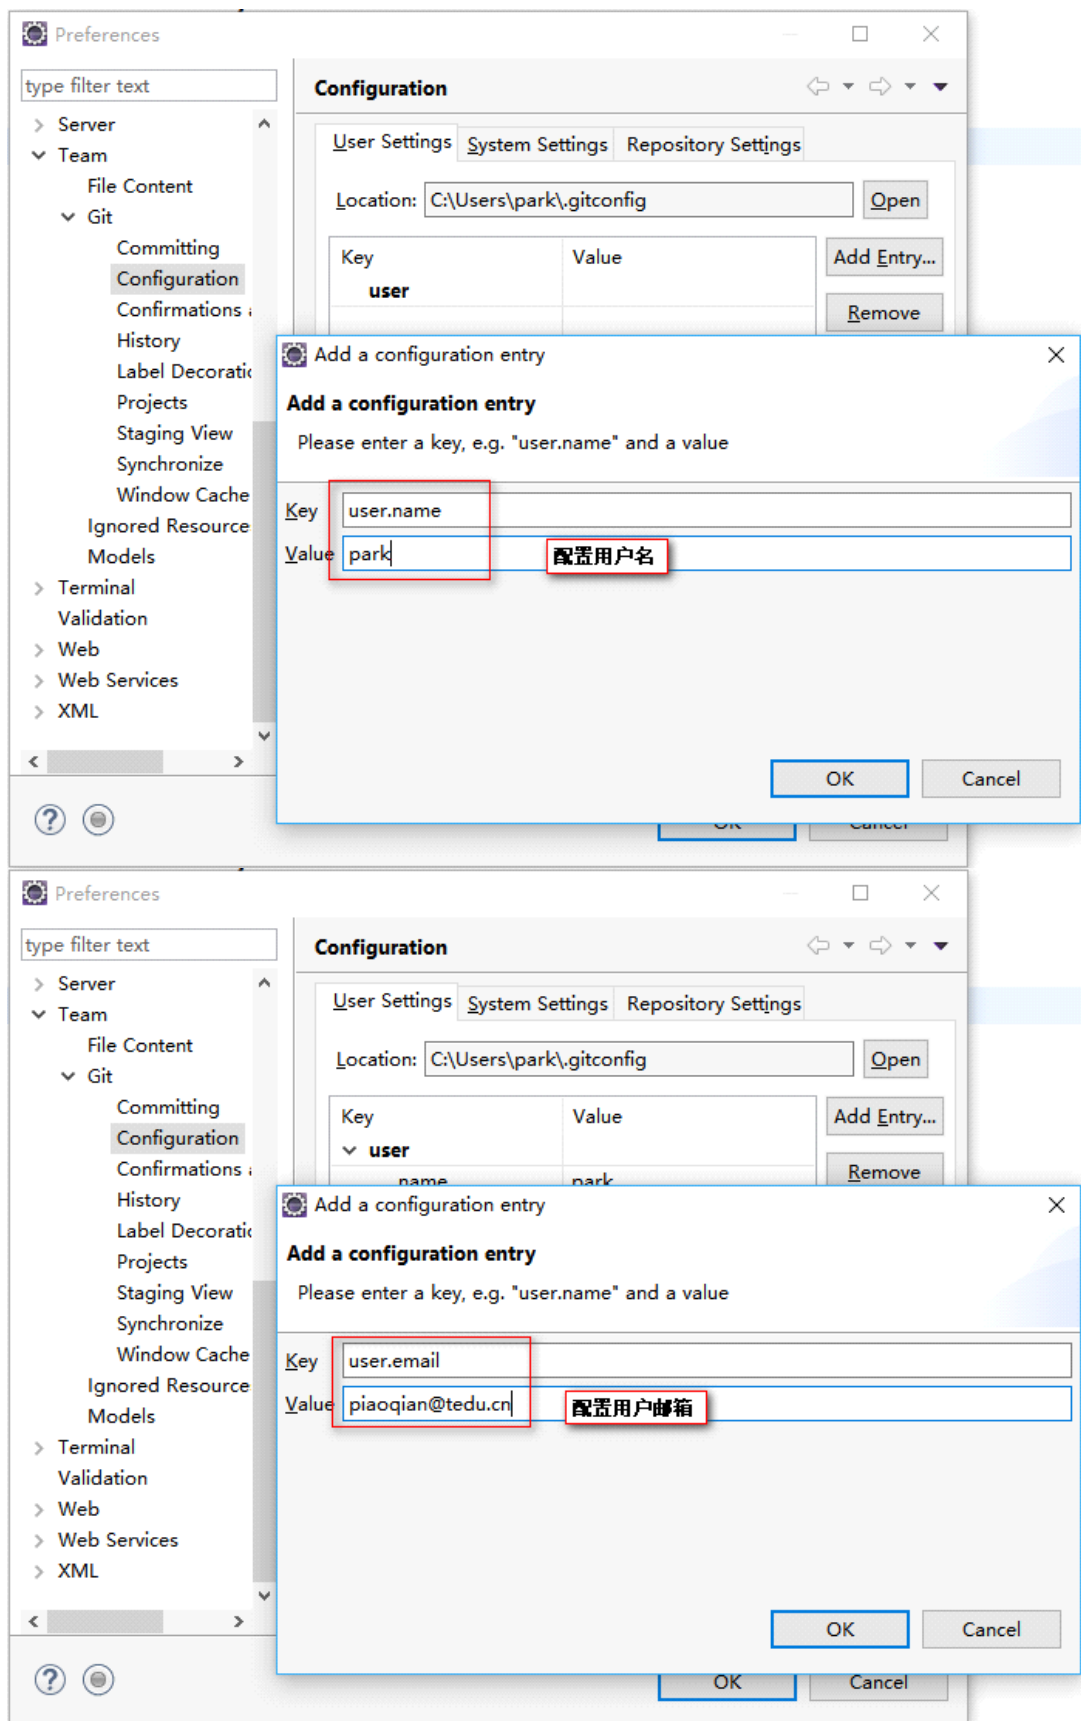 Preferences
type filter text
Server
Team
File Content
Git
Committing
Configuration
Confirmations
History
Label Decoratic
Projects
Staging View
Synchronize
Window Cache
Ignored Resource
Models
Terminal
Validation
Web
Web Services
XML
Configuration
User Settings System Settings Repository Settings
Location: C:\Users\park\.gitconfig Open
Key Value Add Entry...
user
Remove
Add a configuration entry
Add a configuration entry
Please enter a key, e.g. "user.name" and a value
Key user.name
Value park 配置用户名
OK Cancel
OK Cancel
Preferences
type filter text
Server
Team
File Content
Git
Committing
Configuration
Confirmations
History
Label Decoratic
Projects
Staging View
Synchronize
Window Cache
Ignored Resource
Models
Terminal
Validation
Web
Web Services
XML
Configuration
User Settings System Settings Repository Settings
Location: C:\Users\park\.gitconfig Open
Key Value Add Entry...
user
name park Remove
Add a configuration entry
Add a configuration entry
Please enter a key, e.g. "user.name" and a value
Key user.email
Value piaoqian@tedu.cn 配置用户邮箱
OK Cancel
OK Cancel